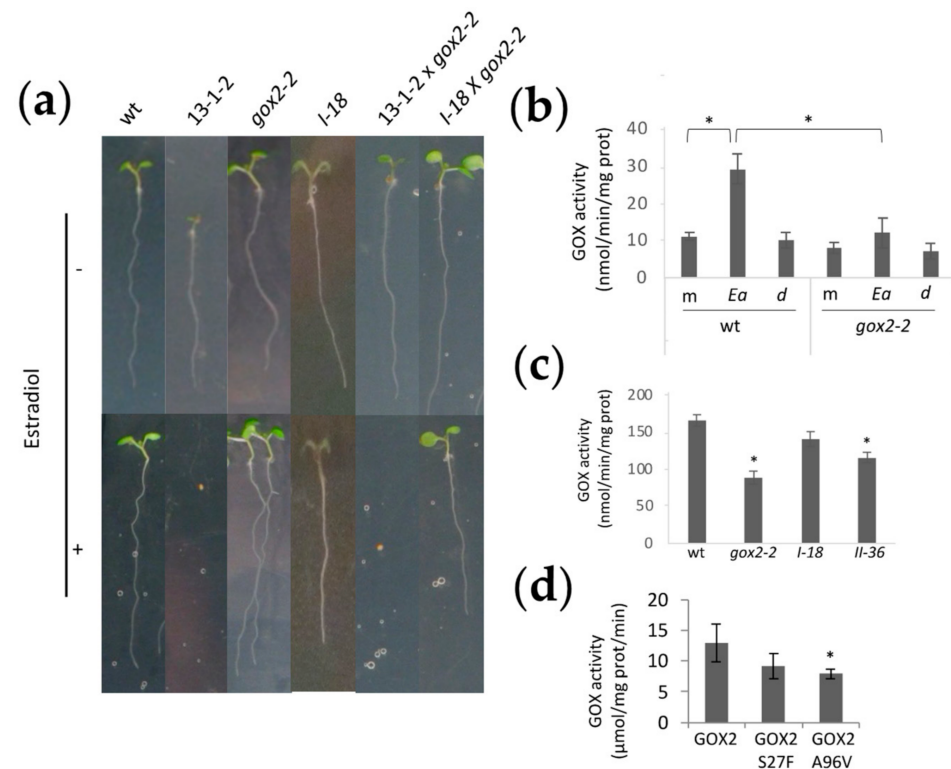 (a)
wt
13-1-2
gox2-2
I-18
13-1-2 x gox2-2
I-18 X gox2-2
Estradiol
-
+
(b)
GOX activity
(nmol/min/mg prot)
40
30
20
10
0
*
*
m Ea d m Ea d
wt gox2-2
(c)
GOX activity
(nmol/min/mg prot)
200
150
100
50
0
*
*
wt gox2-2 I-18 II-36
(d)
GOX activity
(µmol/mg prot/min)
20
15
10
5
0
*
GOX2 GOX2 GOX2
S27F A96V